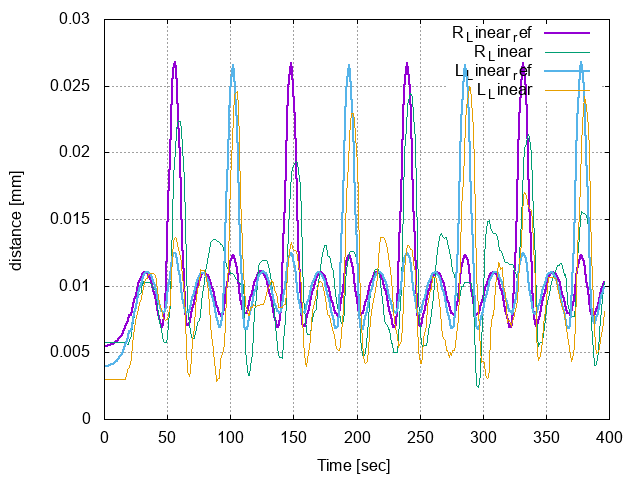 0.03
0.025
0.02
0.015
0.01
0.005
0
distance [mm]
R_Linear_ref
R_Linear
L_Linear_ref
L_Linear
0 50 100 150 200 250 300 350 400
Time [sec]